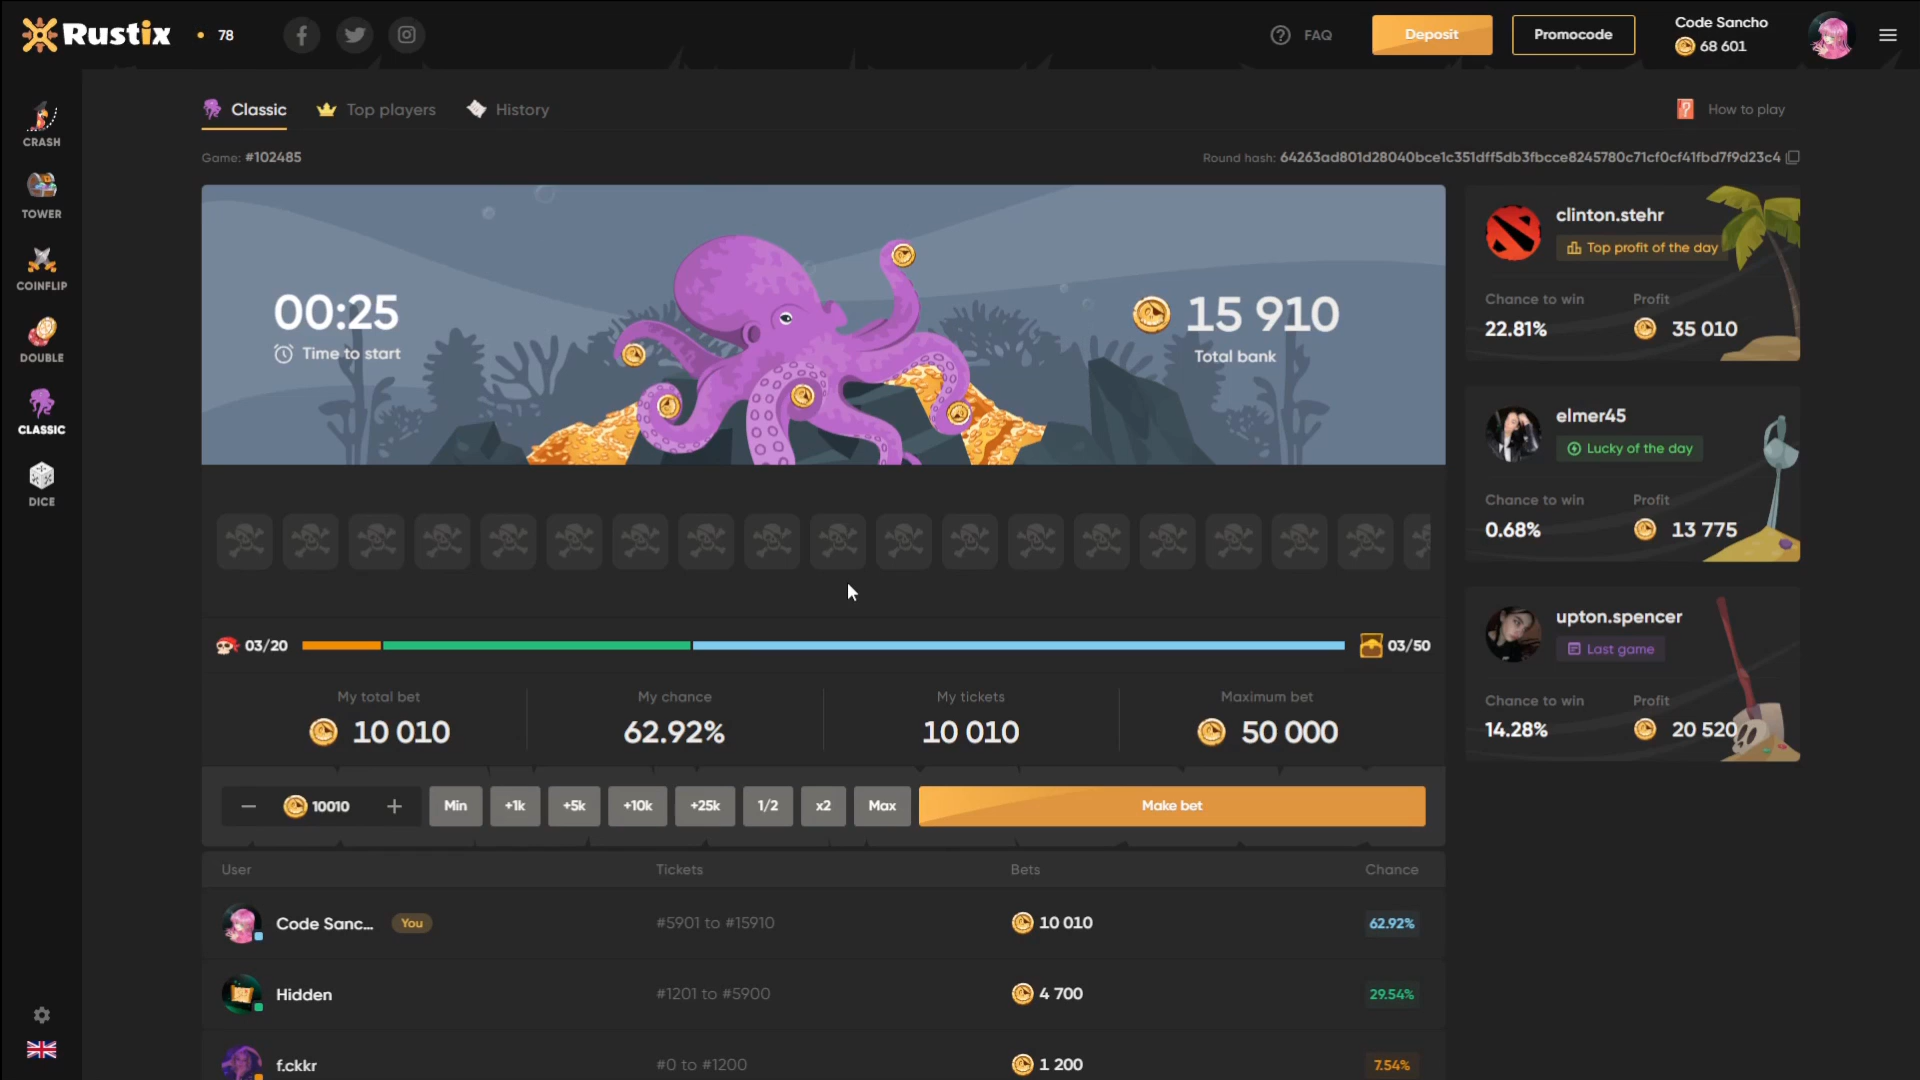 Rustix
78
FAQ
Deposit
Promocode
Code Sancho
68 601
CRASH
TOWER
COINFLIP
DOUBLE
CLASSIC
DICE
Classic
Top players
History
How to play
Game: #102485
Round hash: 64263ad801d28040bce1c351dff5db3fbcce8245780c71cf0cf41fbd7f9d23c4
00:25
Time to start
15 910
Total bank
clinton.stehr
Top profit of the day
Chance to win
Profit
22.81%
35 010
elmer45
Lucky of the day
Chance to win
Profit
0.68%
13 775
upton.spencer
Last game
Chance to win
Profit
14.28%
20 520
03/20
03/50
My total bet
My chance
My tickets
Maximum bet
10 010
62.92%
10 010
50 000
10010
Min
+1k
+5k
+10k
+25k
1/2
x2
Max
Make bet
User
Tickets
Bets
Chance
Code Sanc...
You
#5901 to #15910
10 010
62.92%
Hidden
#1201 to #5900
4 700
29.54%
f.ckkr
#0 to #1200
1 200
7.54%